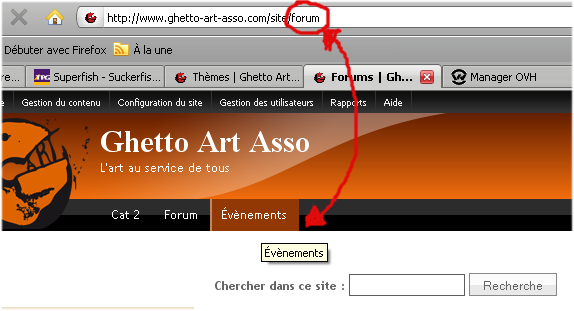 http://www.ghetto-art-asso.com/site/forum
Débuter avec Firefox À la une
re... Superfish - Suckerfis... Thèmes | Ghetto Art... Forums | Gh... Manager OVH
e Gestion du contenu Configuration du site Gestion des utilisateurs Rapports Aide
Ghetto Art Asso
L'art au service de tous
Cat 2 Forum Évènements
Évènements
Chercher dans ce site : Recherche